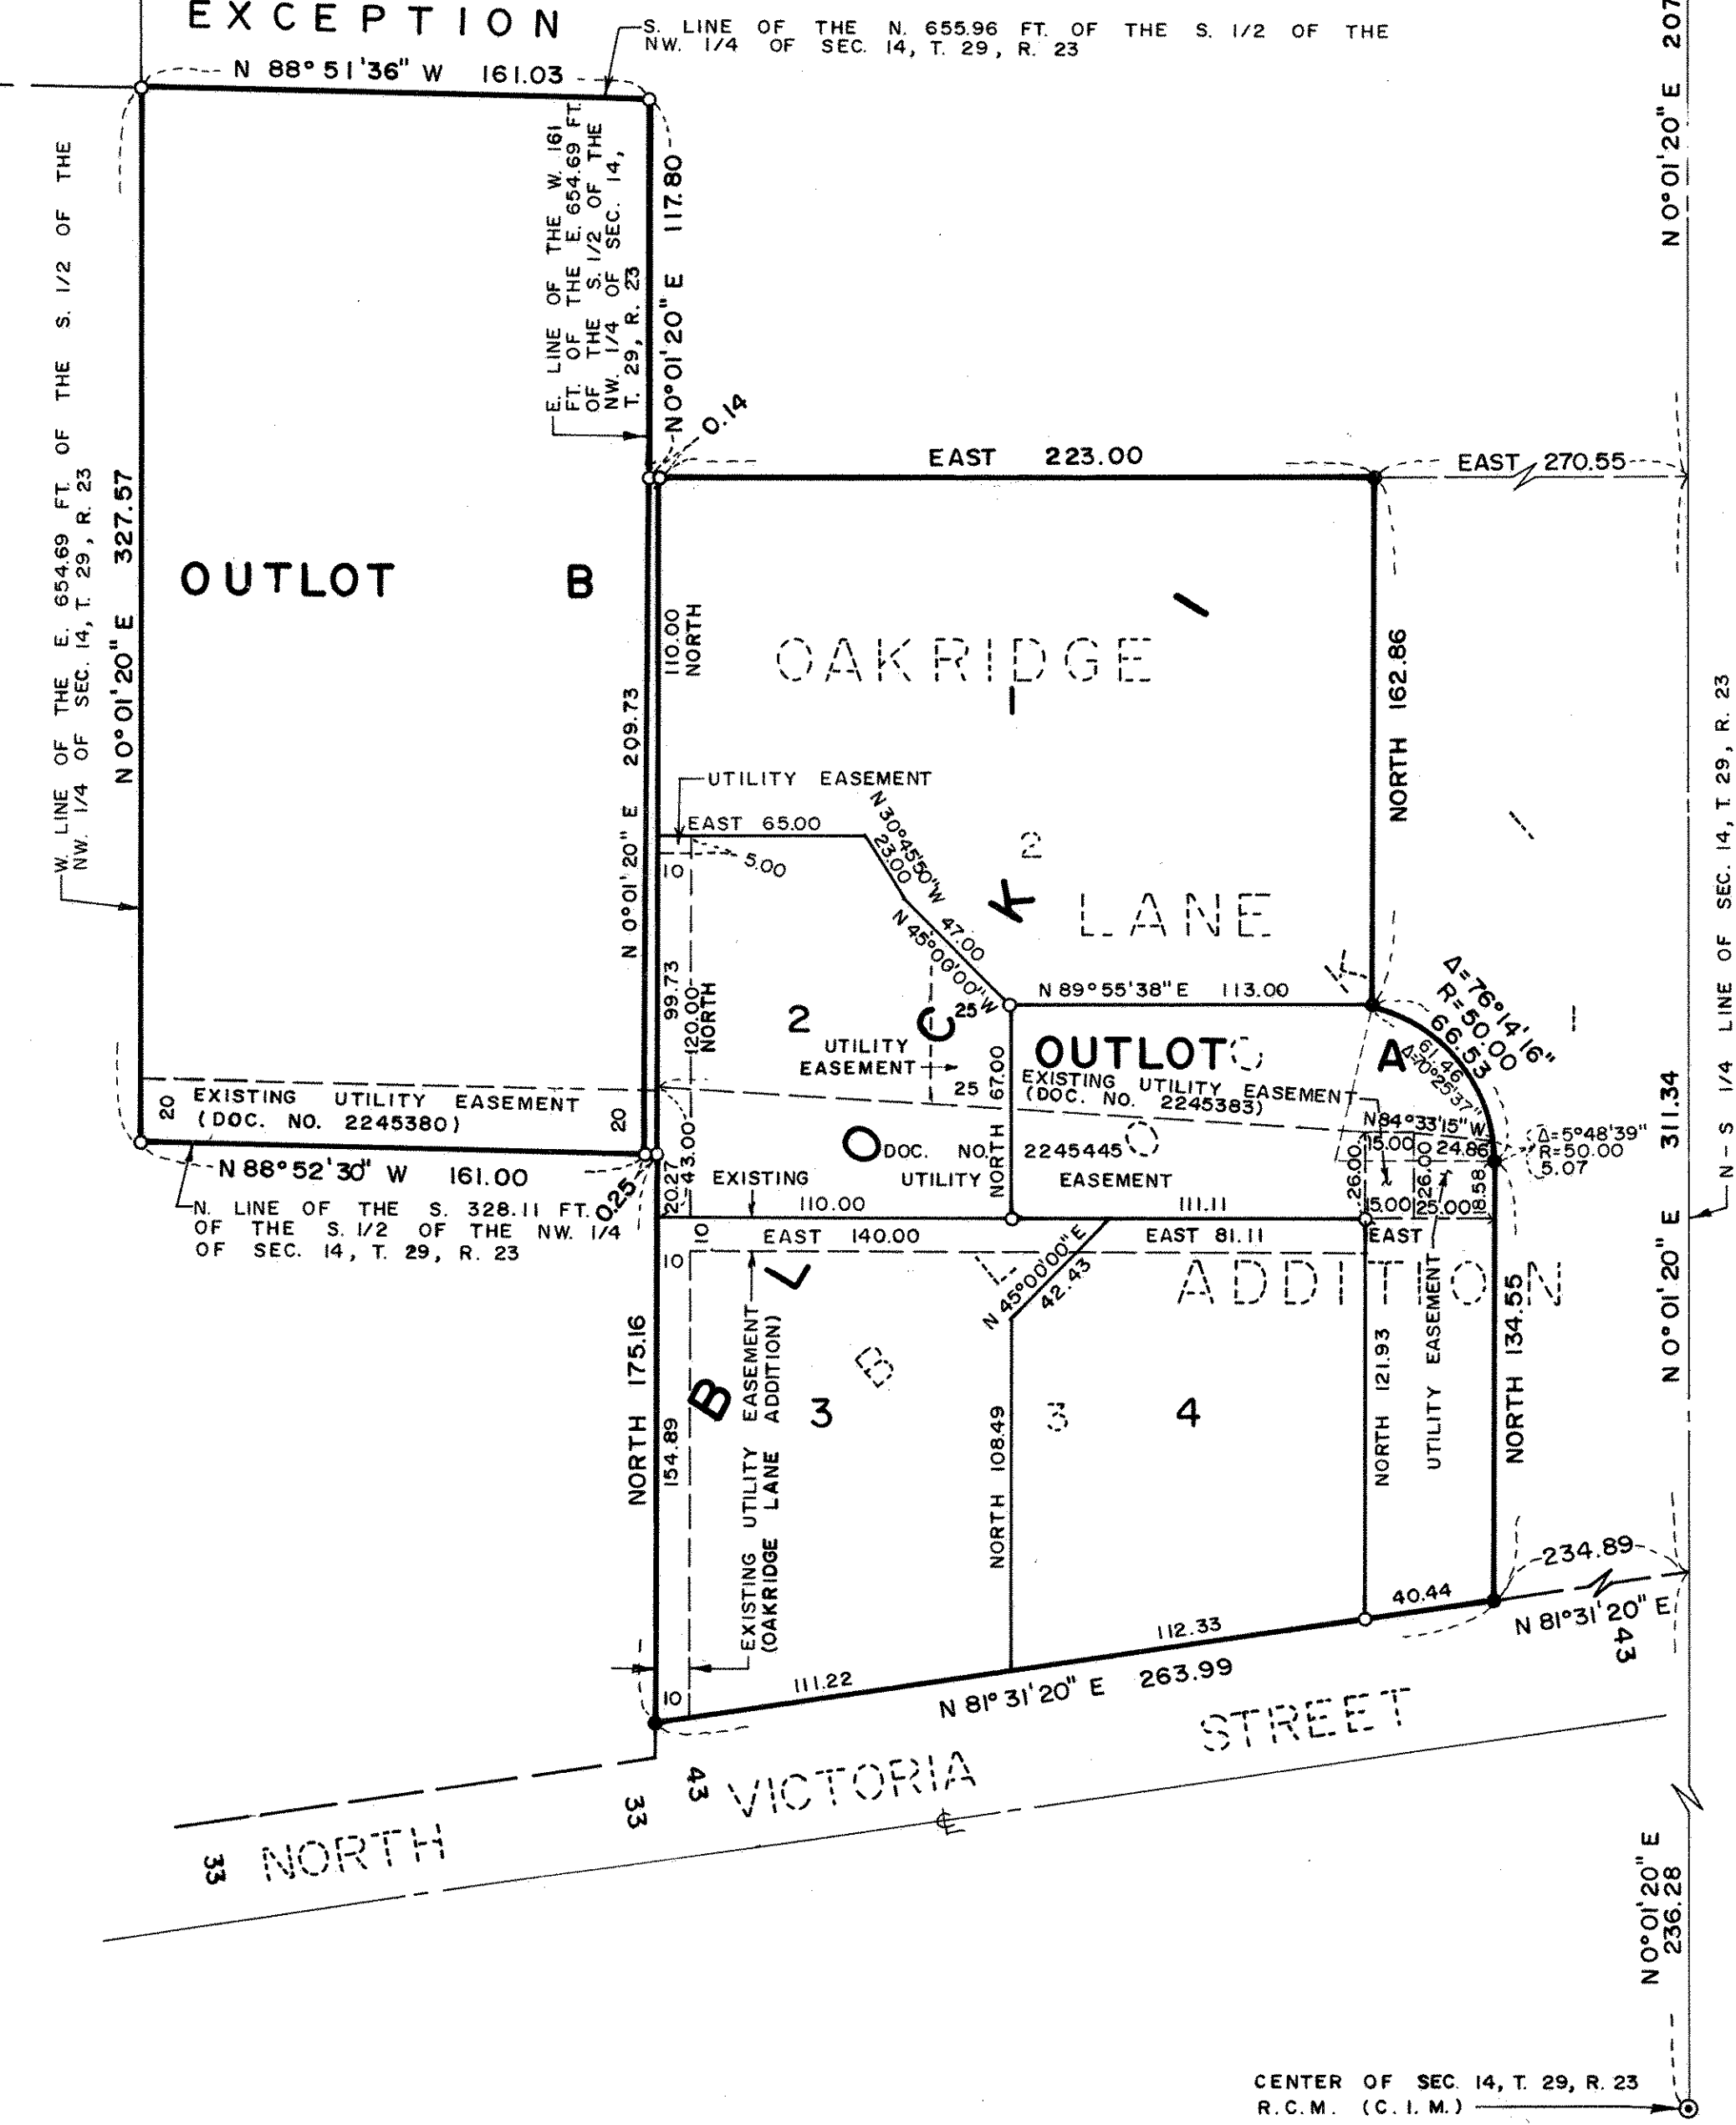 EXCEPTION
S. LINE OF THE N. 655.96 FT. OF THE S. 1/2 OF THE
NW. 1/4 OF SEC. 14, T. 29, R. 23
N 88° 51'36" W 161.03
N 0°01'20" E 207
W. LINE OF THE E. 654.69 FT. OF THE S. 1/2 OF THE
NW. 1/4 OF SEC. 14, T. 29, R. 23
N 0°01'20" E 327.57
E. LINE OF THE W. 161
FT. OF THE E. 654.69 FT.
OF THE S. 1/2 OF THE
NW. 1/4 OF SEC. 14,
T. 29, R. 23
N 0°01'20" E 117.80
0.14
EAST 223.00
EAST 270.55
OUTLOT B
110.00
NORTH
OAKRIDGE
1
1
NORTH 162.86
N 0°01'20" E 209.73
UTILITY EASEMENT
EAST 65.00
10
5.00
N 30°45'50" W
23.00
47.00
N 45°00'00" W
2
LANE
99.73
120.00
NORTH
2
25
UTILITY
EASEMENT
25
N 89°55'38" E 113.00
OUTLOT A
Δ=76°14'16"
R=50.00
66.53
61.46
Δ=70°25'37"
NORTH 67.00
EXISTING UTILITY EASEMENT
(DOC. NO. 2245383)
N 84°33'15" W
15.00 24.86
Δ=5°48'39"
R=50.00
5.07
20
EXISTING UTILITY EASEMENT
(DOC. NO. 2245380)
20
N 88°52'30" W 161.00
0.25
N. LINE OF THE S. 328.11 FT.
OF THE S. 1/2 OF THE NW. 1/4
OF SEC. 14, T. 29, R. 23
20.27
43.00
DOC. NO. 2245445
EXISTING UTILITY EASEMENT
26.00
26.00
18.58
110.00
111.11
15.00 25.00
10
EAST 140.00
EAST 81.11
EAST
10
N 45°00'00" E
42.43
ADDITION
BLOCK
BLOCK
UTILITY EASEMENT
NORTH 175.16
154.89
EXISTING UTILITY EASEMENT
(OAKRIDGE LANE ADDITION)
3
NORTH 108.49
3
4
NORTH 121.93
NORTH 134.55
N 0°01'20" E 311.34
N-S 1/4 LINE OF SEC. 14, T. 29, R. 23
10
111.22
112.33
40.44
234.89
N 81°31'20" E 263.99
N 81°31'20" E
43
33
33
43
NORTH VICTORIA STREET
℄
N 0°01'20" E
236.28
CENTER OF SEC. 14, T. 29, R. 23
R.C.M. (C.I.M.)